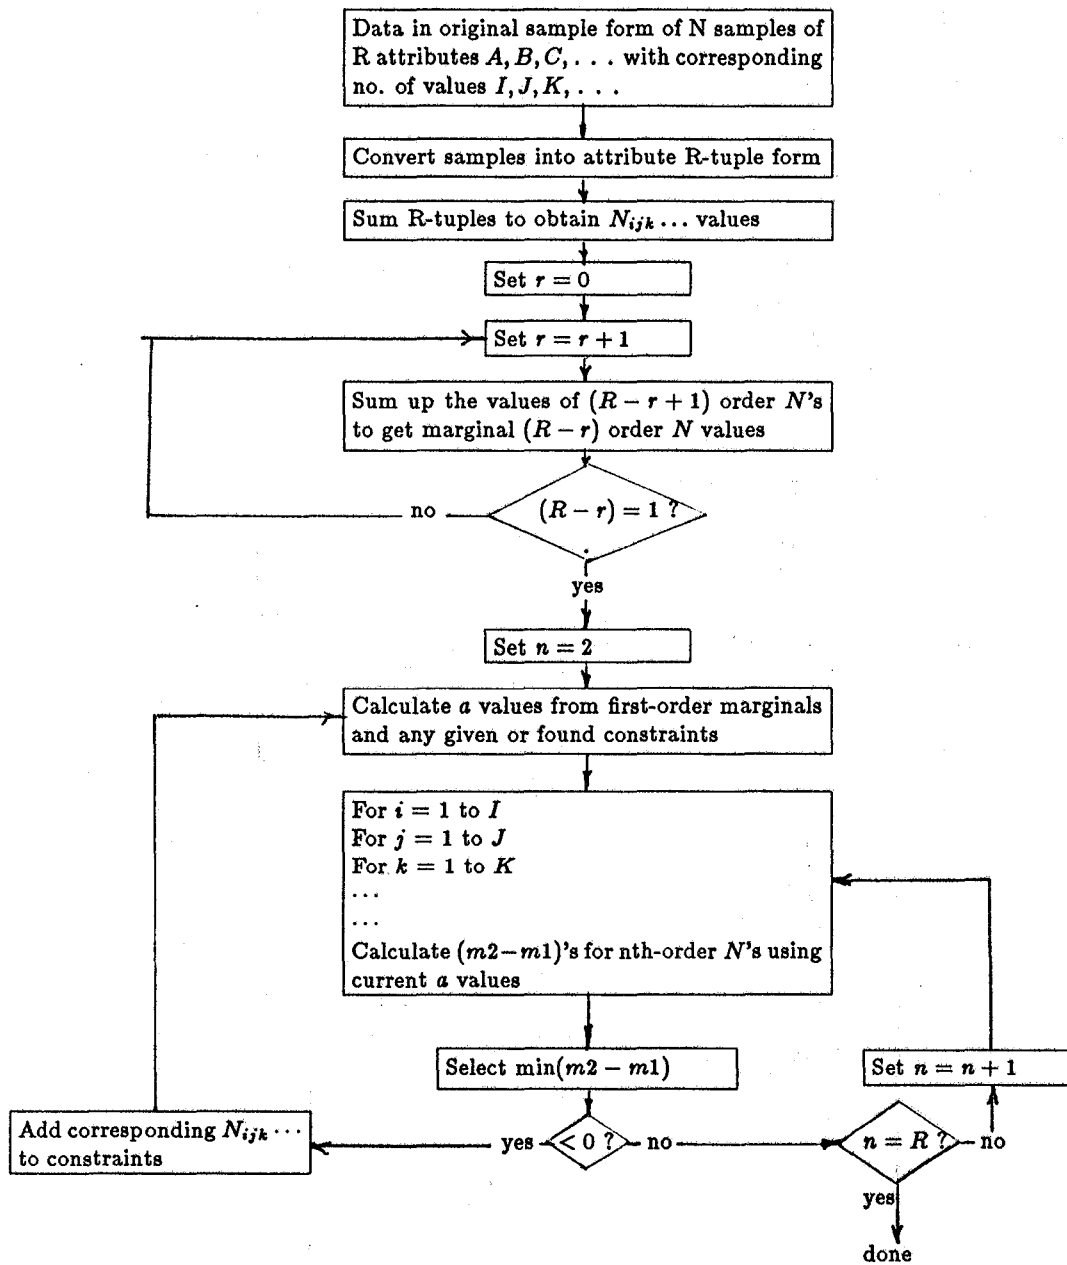 Data in original sample form of N samples of
R attributes A, B, C, . . . with corresponding
no. of values I, J, K, . . .
Convert samples into attribute R-tuple form
Sum R-tuples to obtain N_{ijk} ... values
Set r = 0
Set r = r + 1
Sum up the values of (R − r + 1) order N's
to get marginal (R − r) order N values
(R − r) = 1 ?
no
yes
Set n = 2
Calculate a values from first-order marginals
and any given or found constraints
For i = 1 to I
For j = 1 to J
For k = 1 to K
...
...
Calculate (m2−m1)'s for nth-order N's using
current a values
Select min(m2 − m1)
Set n = n + 1
Add corresponding N_{ijk} ...
to constraints
yes
< 0 ?
no
n = R ?
no
yes
done